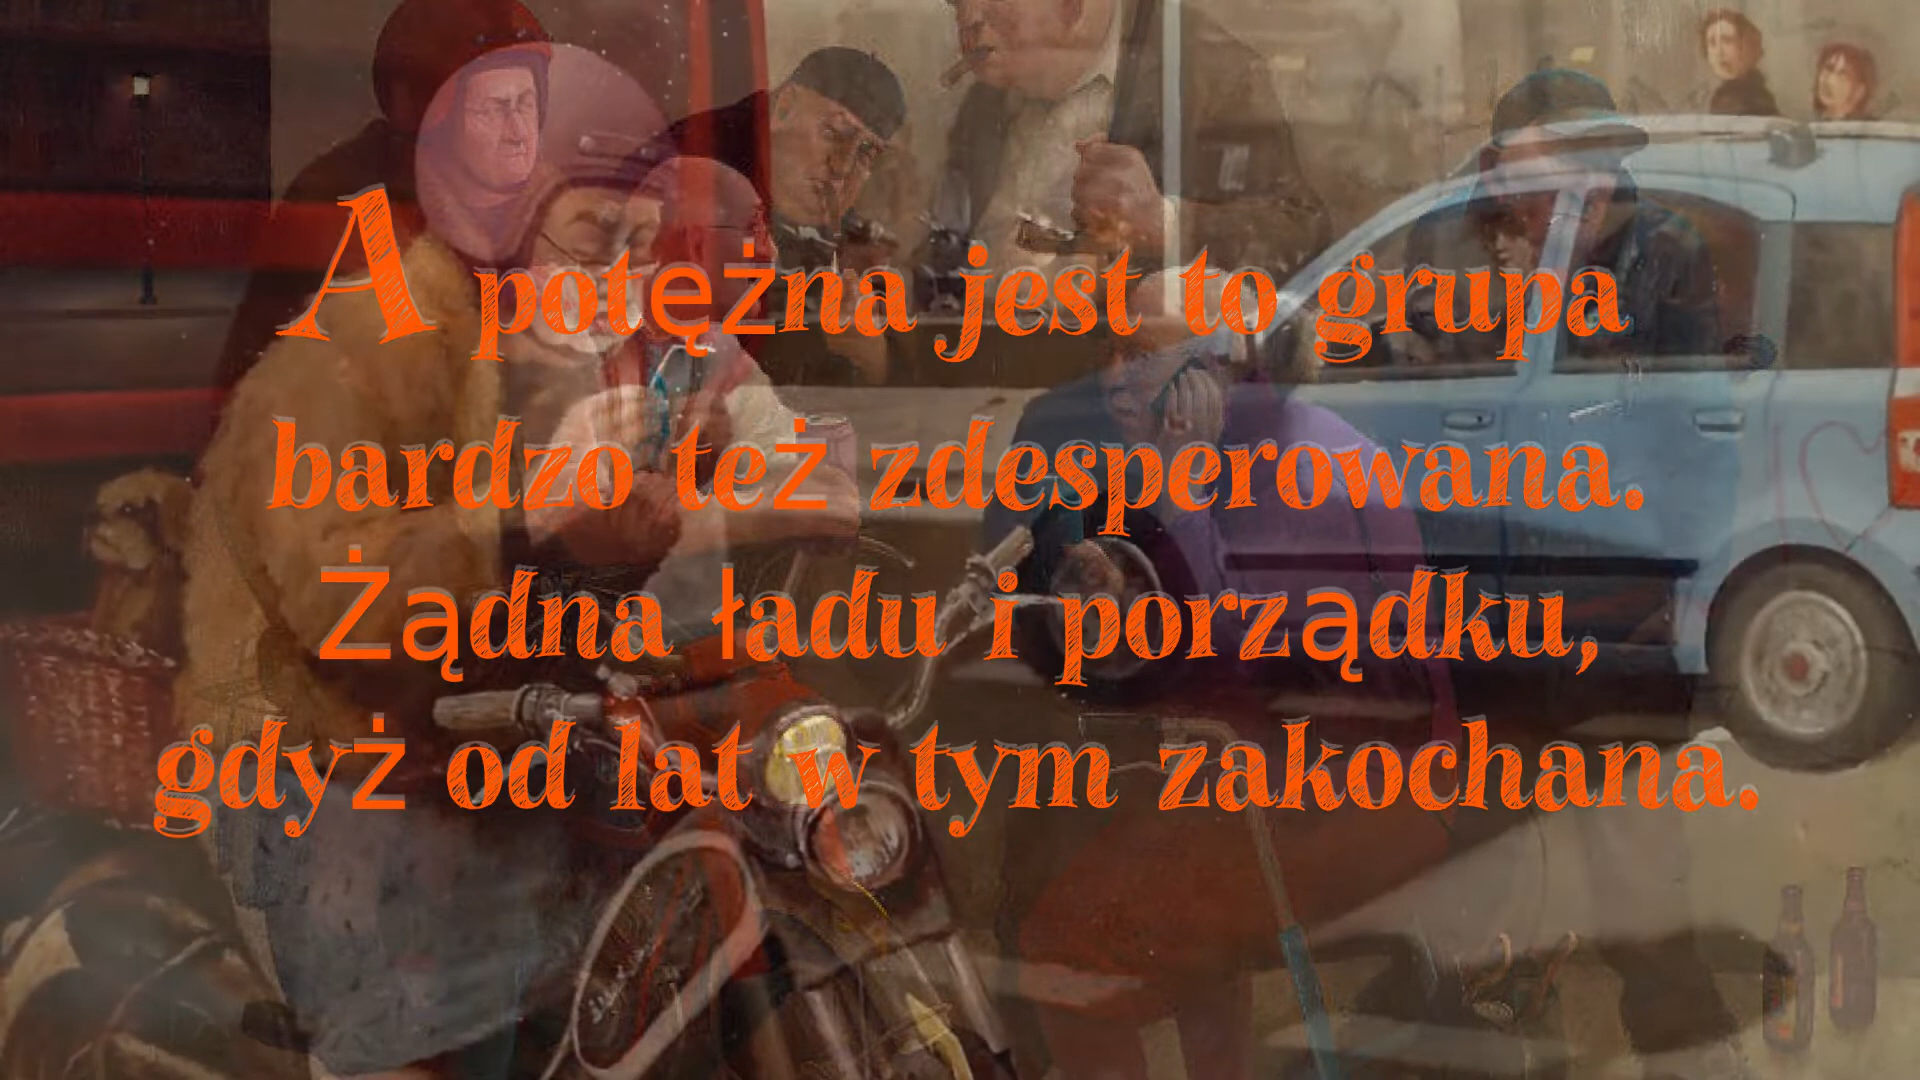 A potężna jest to grupa
bardzo też zdesperowana.
Żądna ładu i porządku,
gdyż od lat w tym zakochana.